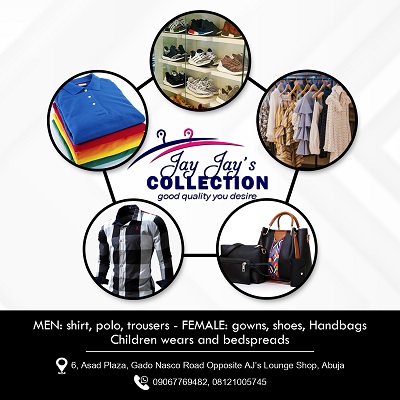 Jay Jay's
COLLECTION
good quality you desire
MEN: shirt, polo, trousers - FEMALE: gowns, shoes, Handbags
Children wears and bedspreads
6, Asad Plaza, Gado Nasco Road Opposite AJ's Lounge Shop, Abuja
09067769482, 08121005745